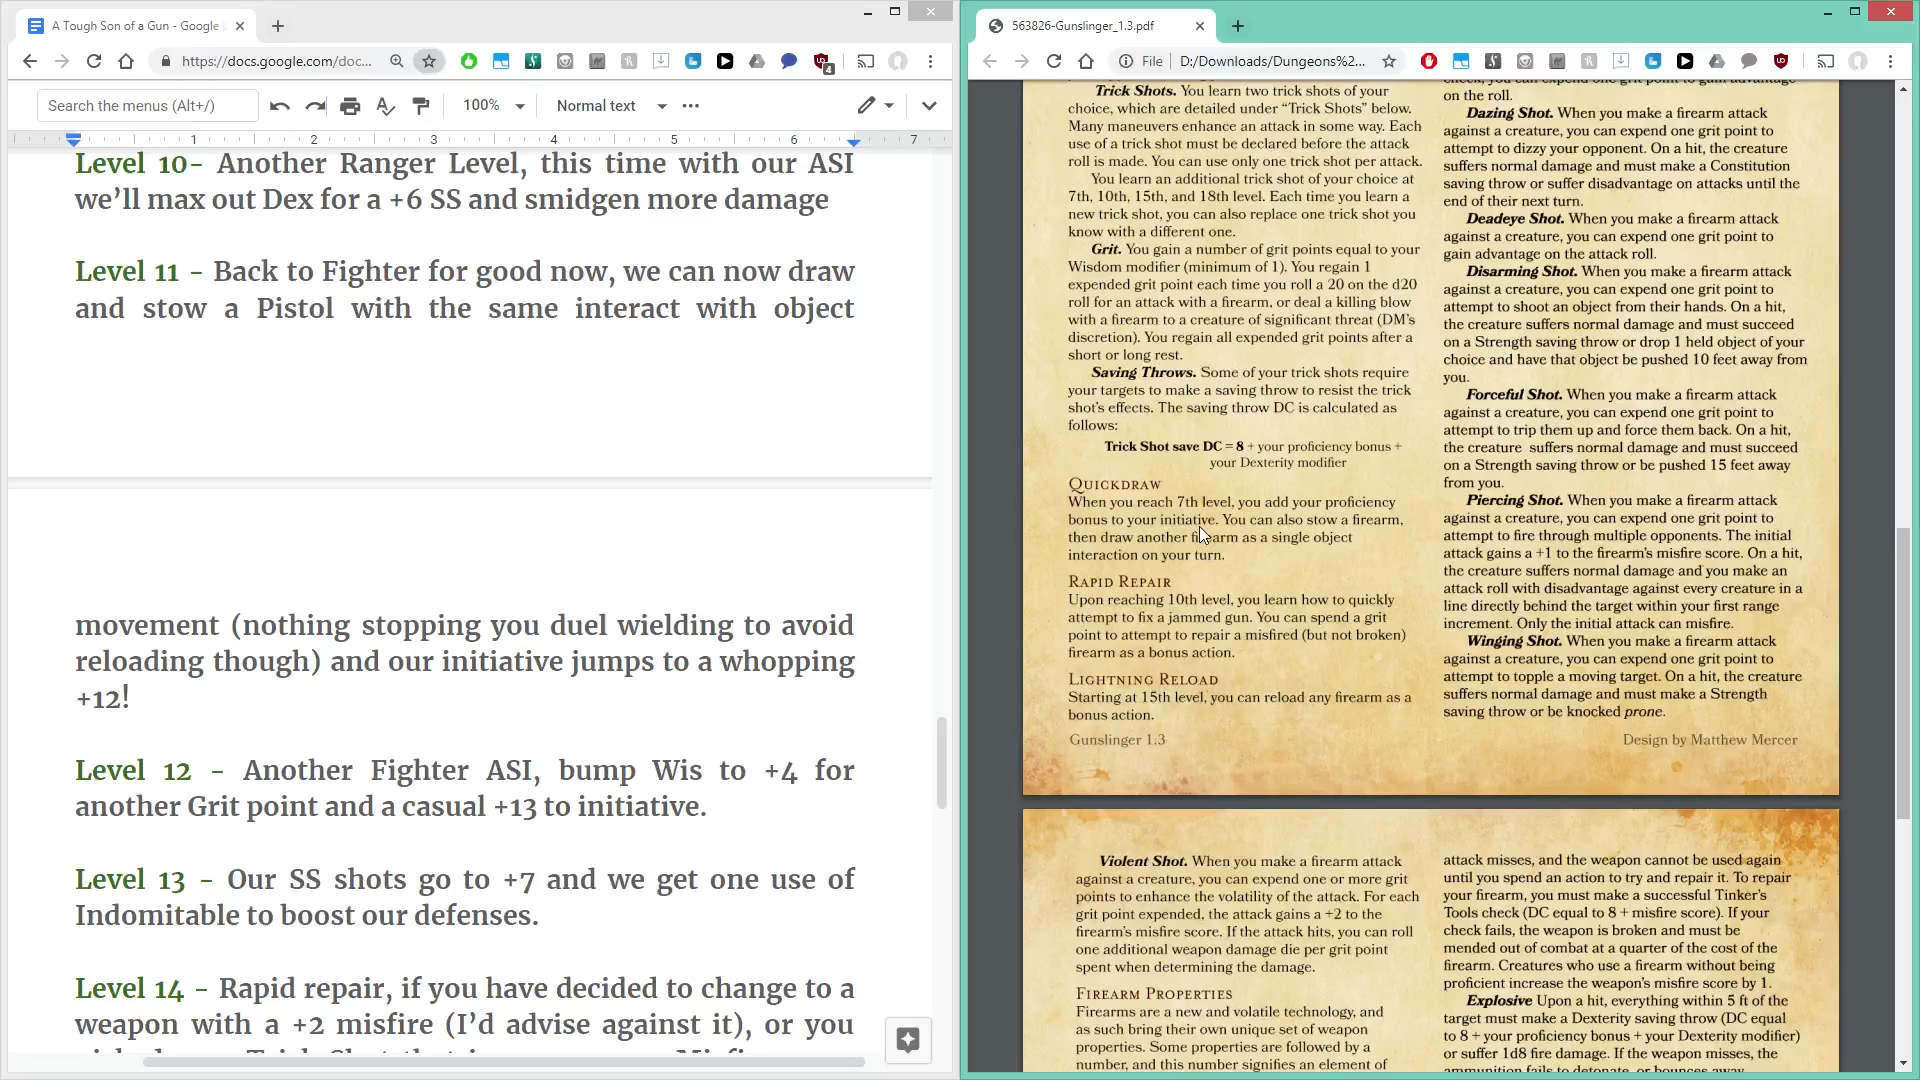 A Tough Son of a Gun - Google
https://docs.google.com/doc...
4
Search the menus (Alt+/)
100%
Normal text
1 2 3 4 5 6 7
Level 10- Another Ranger Level, this time with our ASI
we'll max out Dex for a +6 SS and smidgen more damage
Level 11 - Back to Fighter for good now, we can now draw
and stow a Pistol with the same interact with object
movement (nothing stopping you duel wielding to avoid
reloading though) and our initiative jumps to a whopping
+12!
Level 12 - Another Fighter ASI, bump Wis to +4 for
another Grit point and a casual +13 to initiative.
Level 13 - Our SS shots go to +7 and we get one use of
Indomitable to boost our defenses.
Level 14 - Rapid repair, if you have decided to change to a
weapon with a +2 misfire (I'd advise against it), or you
563826-Gunslinger_1.3.pdf
File
D:/Downloads/Dungeons%2...
Trick Shots. You learn two trick shots of your
choice, which are detailed under "Trick Shots" below.
Many maneuvers enhance an attack in some way. Each
use of a trick shot must be declared before the attack
roll is made. You can use only one trick shot per attack.
You learn an additional trick shot of your choice at
7th, 10th, 15th, and 18th level. Each time you learn a
new trick shot, you can also replace one trick shot you
know with a different one.
Grit. You gain a number of grit points equal to your
Wisdom modifier (minimum of 1). You regain 1
expended grit point each time you roll a 20 on the d20
roll for an attack with a firearm, or deal a killing blow
with a firearm to a creature of significant threat (DM's
discretion). You regain all expended grit points after a
short or long rest.
Saving Throws. Some of your trick shots require
your targets to make a saving throw to resist the trick
shot's effects. The saving throw DC is calculated as
follows:
Trick Shot save DC = 8 + your proficiency bonus +
your Dexterity modifier
Quickdraw
When you reach 7th level, you add your proficiency
bonus to your initiative. You can also stow a firearm,
then draw another firearm as a single object
interaction on your turn.
Rapid Repair
Upon reaching 10th level, you learn how to quickly
attempt to fix a jammed gun. You can spend a grit
point to attempt to repair a misfired (but not broken)
firearm as a bonus action.
Lightning Reload
Starting at 15th level, you can reload any firearm as a
bonus action.
Gunslinger 1.3
check, you can expend one grit point to gain advantage
on the roll.
Dazing Shot. When you make a firearm attack
against a creature, you can expend one grit point to
attempt to dizzy your opponent. On a hit, the creature
suffers normal damage and must make a Constitution
saving throw or suffer disadvantage on attacks until the
end of their next turn.
Deadeye Shot. When you make a firearm attack
against a creature, you can expend one grit point to
gain advantage on the attack roll.
Disarming Shot. When you make a firearm attack
against a creature, you can expend one grit point to
attempt to shoot an object from their hands. On a hit,
the creature suffers normal damage and must succeed
on a Strength saving throw or drop 1 held object of your
choice and have that object be pushed 10 feet away from
you.
Forceful Shot. When you make a firearm attack
against a creature, you can expend one grit point to
attempt to trip them up and force them back. On a hit,
the creature suffers normal damage and must succeed
on a Strength saving throw or be pushed 15 feet away
from you.
Piercing Shot. When you make a firearm attack
against a creature, you can expend one grit point to
attempt to fire through multiple opponents. The initial
attack gains a +1 to the firearm's misfire score. On a hit,
the creature suffers normal damage and you make an
attack roll with disadvantage against every creature in a
line directly behind the target within your first range
increment. Only the initial attack can misfire.
Winging Shot. When you make a firearm attack
against a creature, you can expend one grit point to
attempt to topple a moving target. On a hit, the creature
suffers normal damage and must make a Strength
saving throw or be knocked prone.
Design by Matthew Mercer
Violent Shot. When you make a firearm attack
against a creature, you can expend one or more grit
points to enhance the volatility of the attack. For each
grit point expended, the attack gains a +2 to the
firearm's misfire score. If the attack hits, you can roll
one additional weapon damage die per grit point
spent when determining the damage.
Firearm Properties
Firearms are a new and volatile technology, and
as such bring their own unique set of weapon
properties. Some properties are followed by a
number, and this number signifies an element of
attack misses, and the weapon cannot be used again
until you spend an action to try and repair it. To repair
your firearm, you must make a successful Tinker's
Tools check (DC equal to 8 + misfire score). If your
check fails, the weapon is broken and must be
mended out of combat at a quarter of the cost of the
firearm. Creatures who use a firearm without being
proficient increase the weapon's misfire score by 1.
Explosive Upon a hit, everything within 5 ft of the
target must make a Dexterity saving throw (DC equal
to 8 + your proficiency bonus + your Dexterity modifier)
or suffer 1d8 fire damage. If the weapon misses, the
ammunition fails to detonate, or bounces away